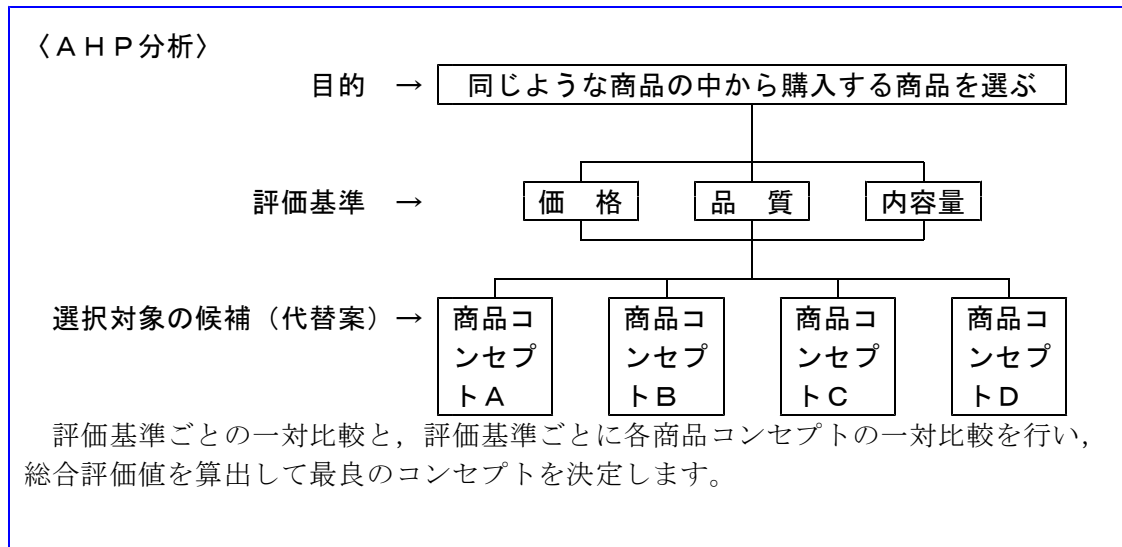 〈ＡＨＰ分析〉
目的　→　同じような商品の中から購入する商品を選ぶ
評価基準　→　価　格　品　質　内容量
選択対象の候補（代替案）→
商品コンセプトＡ
商品コンセプトＢ
商品コンセプトＣ
商品コンセプトＤ
　評価基準ごとの一対比較と，評価基準ごとに各商品コンセプトの一対比較を行い，
総合評価値を算出して最良のコンセプトを決定します。